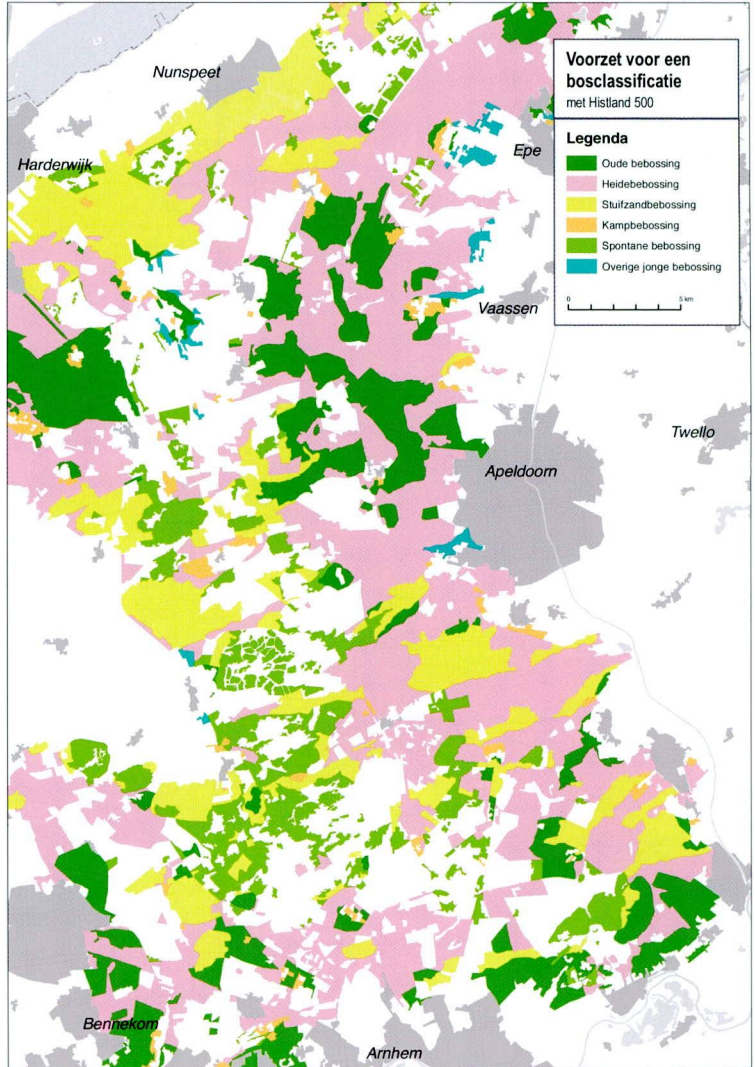 Voorzet voor een
bosclassificatie
met Histland 500
Legenda
Oude bebossing
Heidebebossing
Stuifzandbebossing
Kampbebossing
Spontane bebossing
Overige jonge bebossing
0 5 km
Nunspeet
Harderwijk
Epe
Vaassen
Twello
Apeldoorn
Bennekom
Arnhem